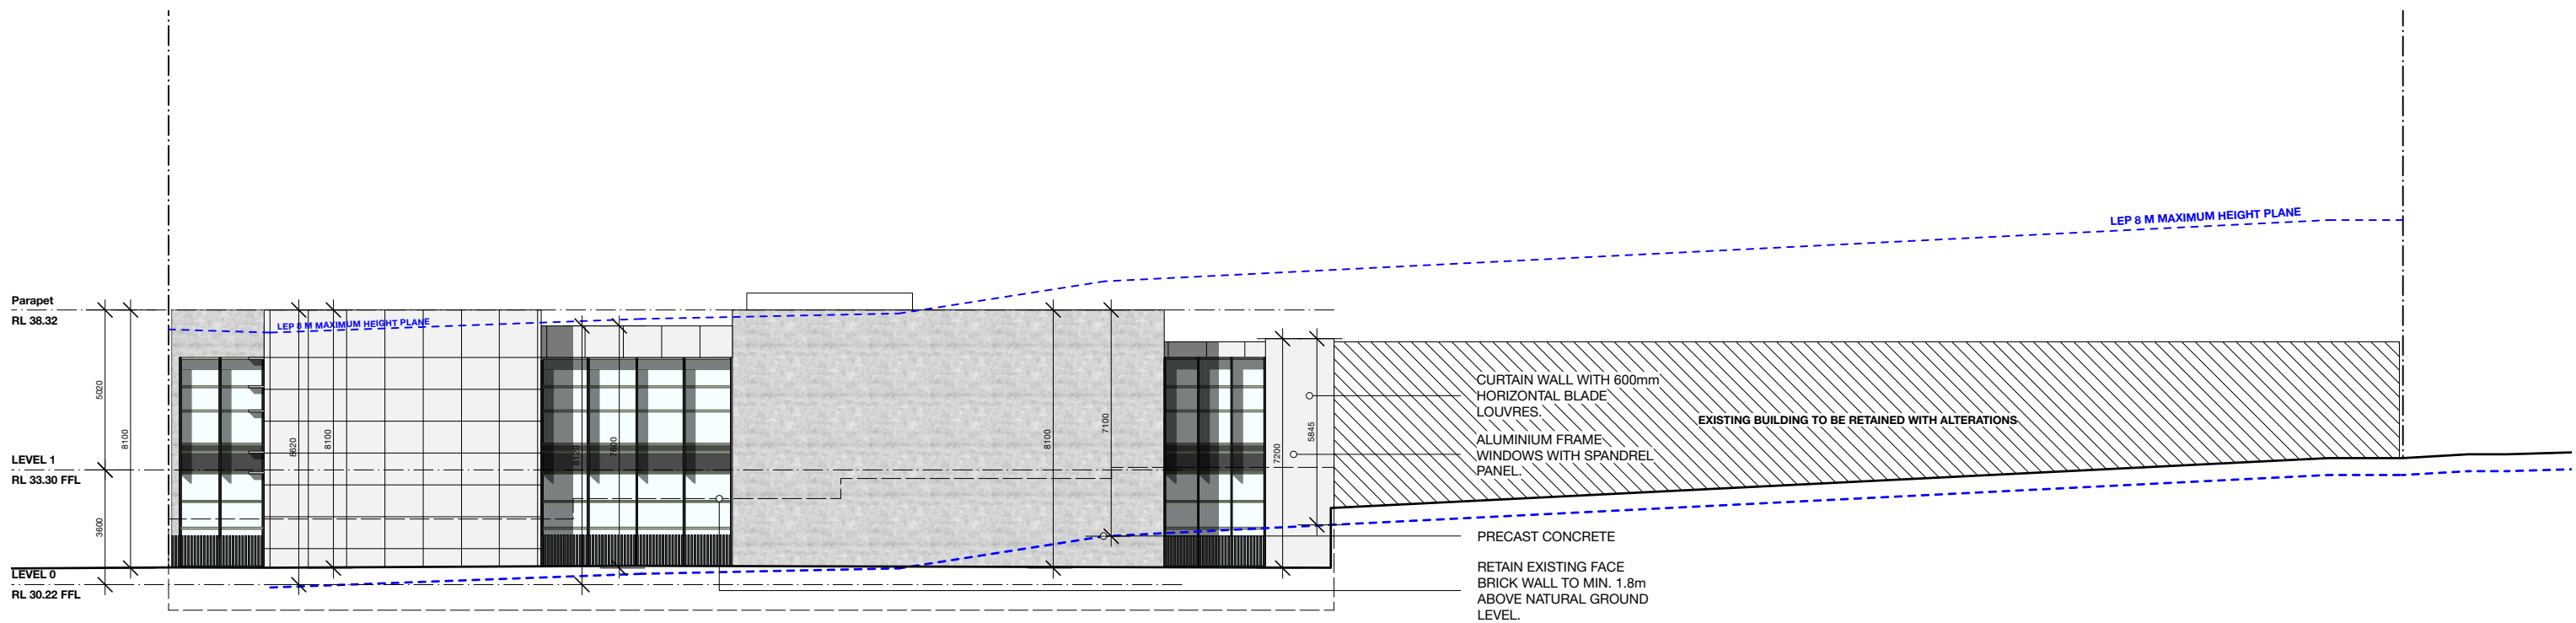 LEP 8 M MAXIMUM HEIGHT PLANE
Parapet
RL 38.32
LEP 8 M MAXIMUM HEIGHT PLANE
5020
8100
8620
8100
8120
7600
8100
7100
7200
5845
CURTAIN WALL WITH 600mm
HORIZONTAL BLADE
LOUVRES.
EXISTING BUILDING TO BE RETAINED WITH ALTERATIONS
ALUMINIUM FRAME
WINDOWS WITH SPANDREL
PANEL.
LEVEL 1
RL 33.30 FFL
3600
PRECAST CONCRETE
LEVEL 0
RL 30.22 FFL
RETAIN EXISTING FACE
BRICK WALL TO MIN. 1.8m
ABOVE NATURAL GROUND
LEVEL.